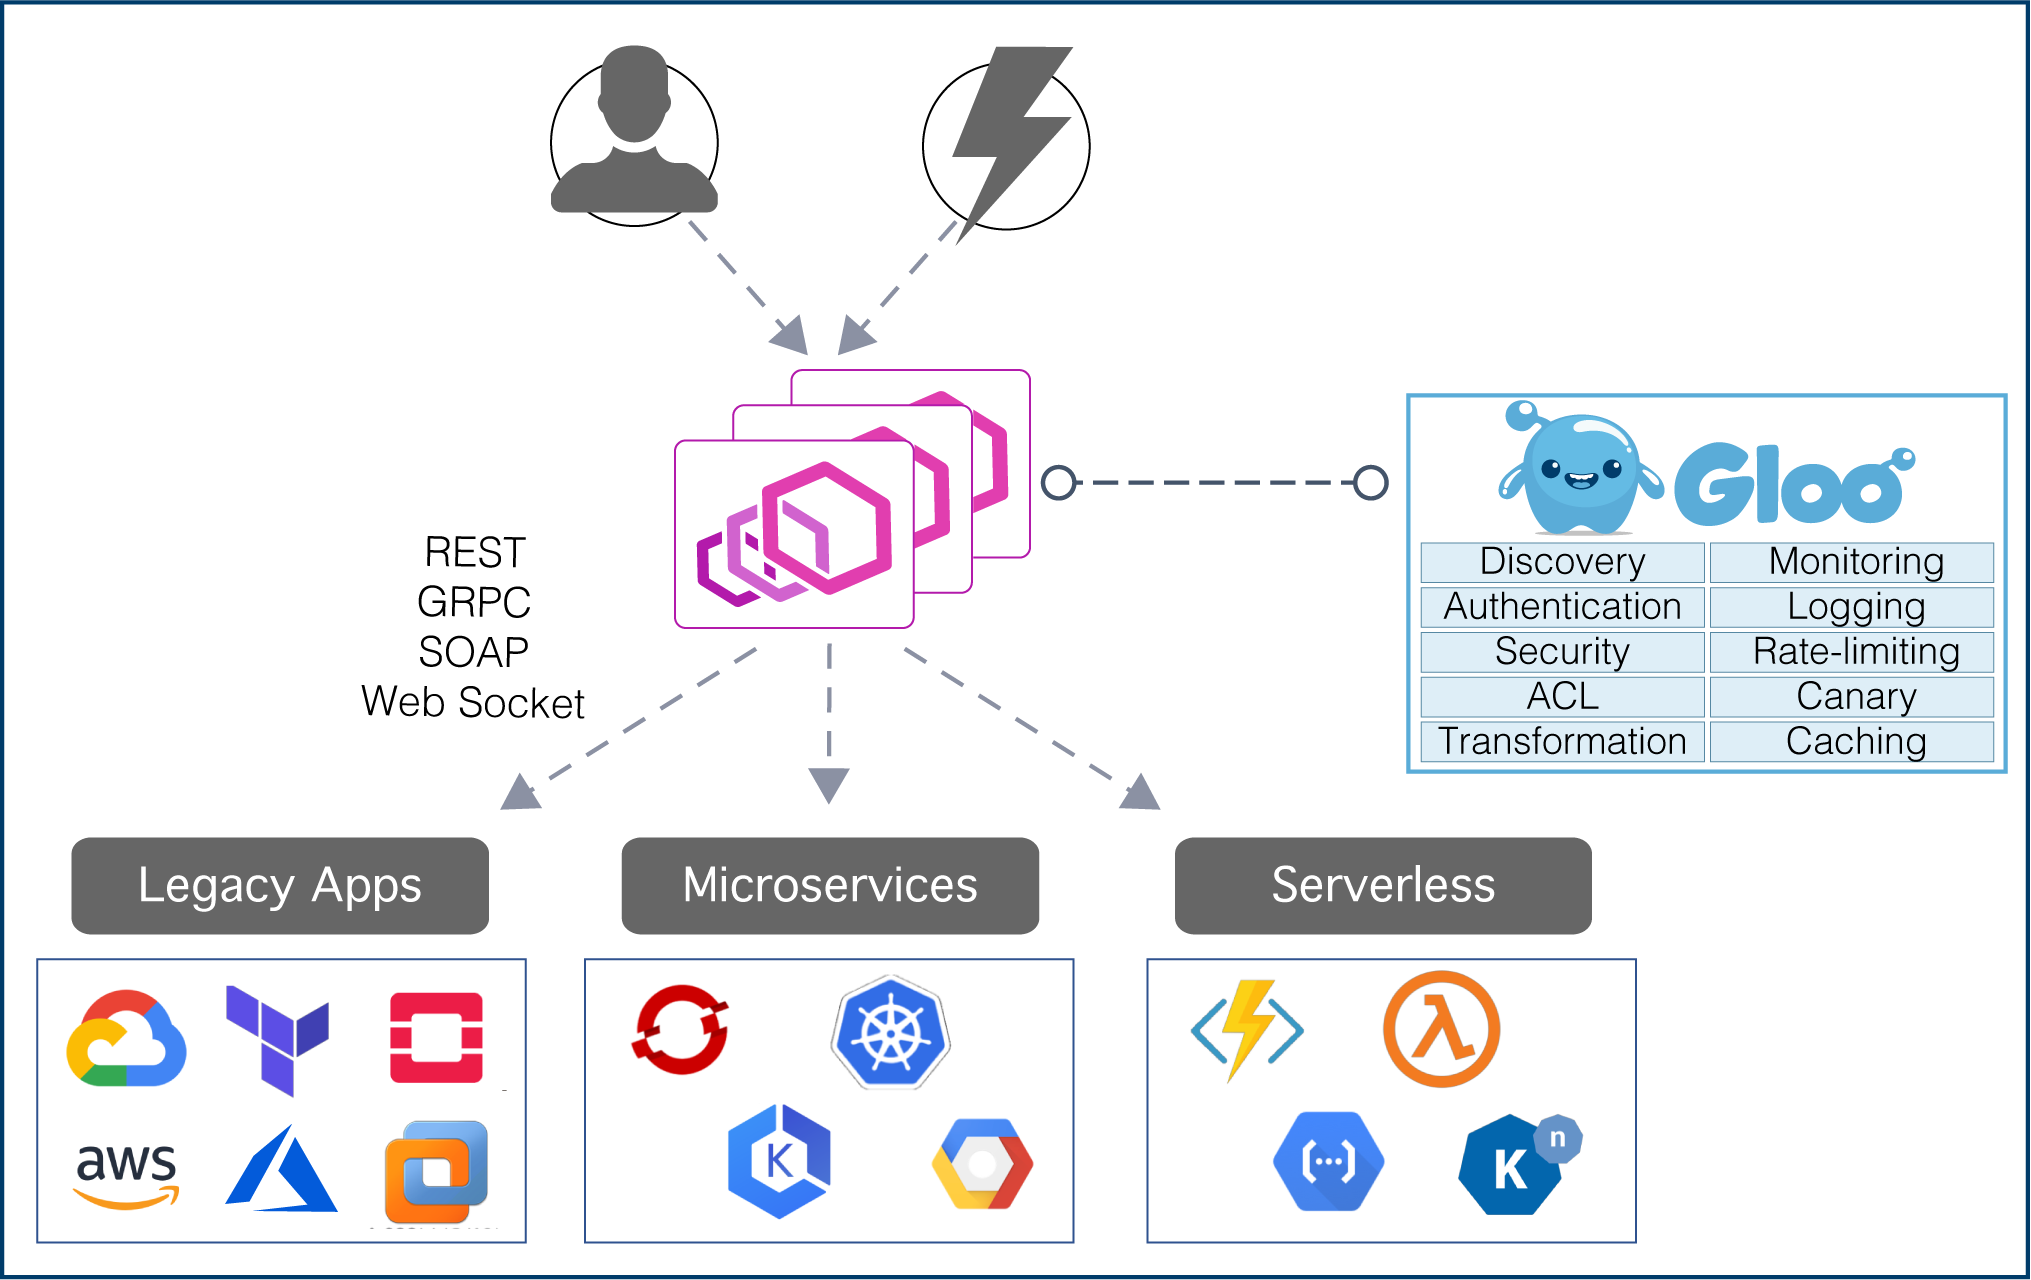 REST
GRPC
SOAP
Web Socket
Gloo
Discovery
Monitoring
Authentication
Logging
Security
Rate-limiting
ACL
Canary
Transformation
Caching
Legacy Apps
Microservices
Serverless
aws
K
n
K